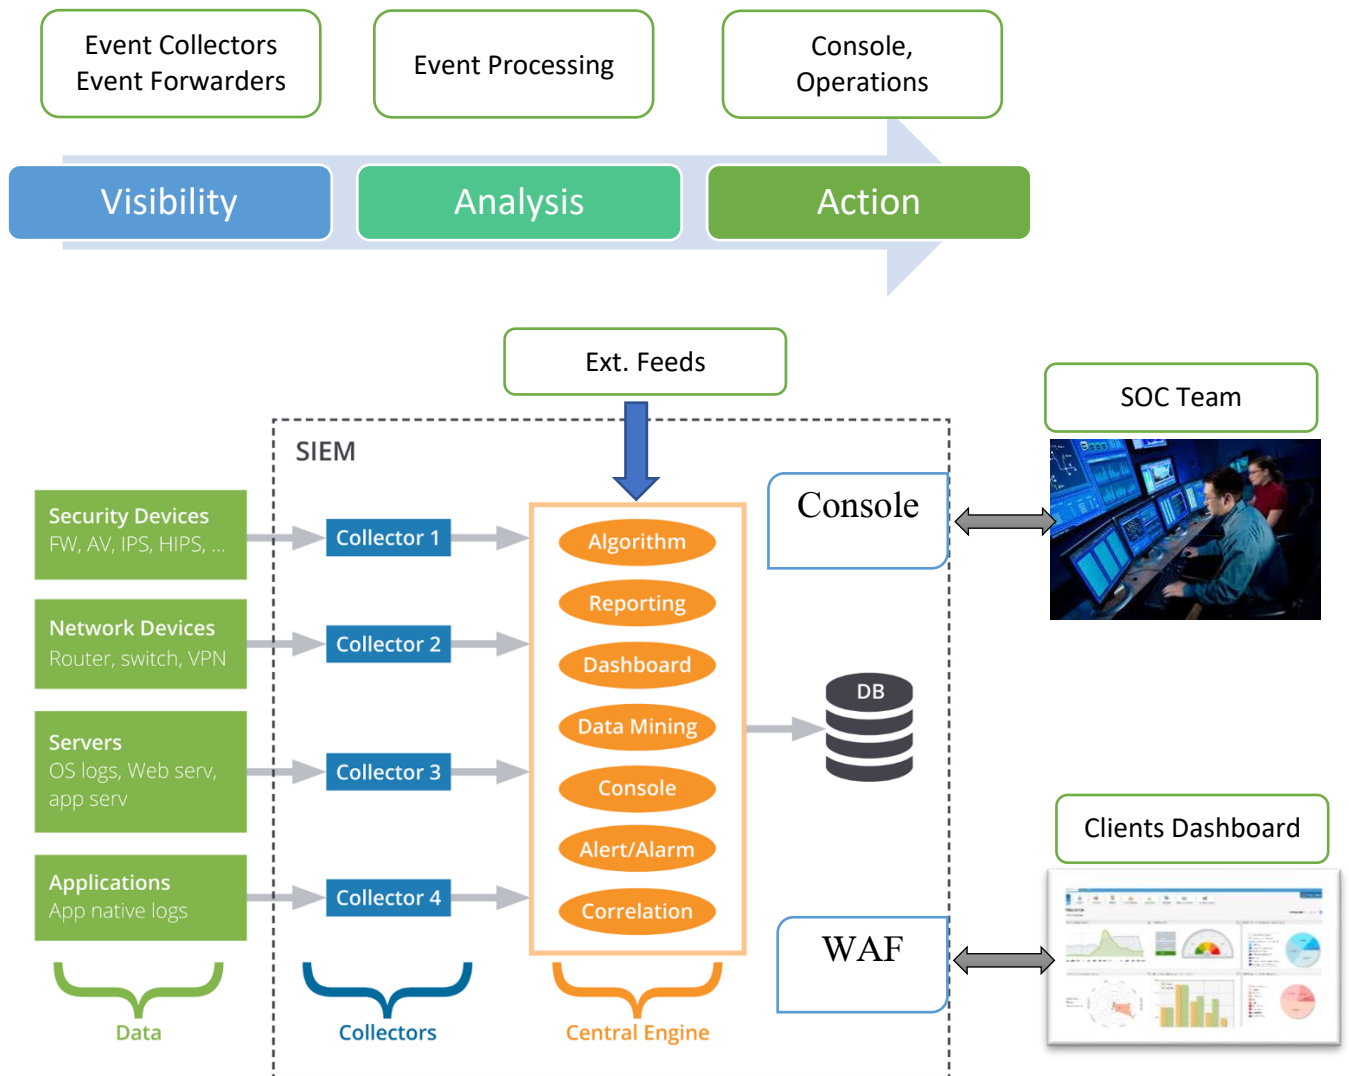 Event Collectors
Event Forwarders
Event Processing
Console,
Operations
Visibility
Analysis
Action
Ext. Feeds
SOC Team
SIEM
Console
Security Devices
FW, AV, IPS, HIPS, ...
Collector 1
Algorithm
Reporting
Network Devices
Router, switch, VPN
Collector 2
Dashboard
DB
Data Mining
Servers
OS logs, Web serv,
app serv
Collector 3
Console
Clients Dashboard
Alert/Alarm
Applications
App native logs
Collector 4
Correlation
WAF
Data
Collectors
Central Engine